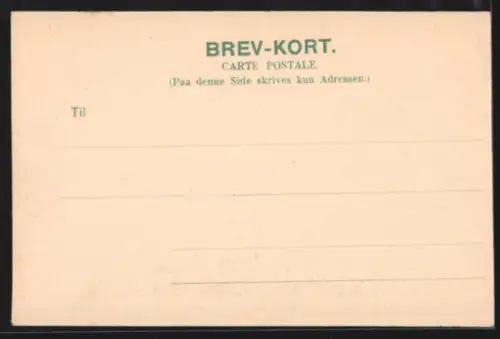 BREV-KORT.
CARTE POSTALE.
(Paa denne Side skrives kun Adressen.)
Til